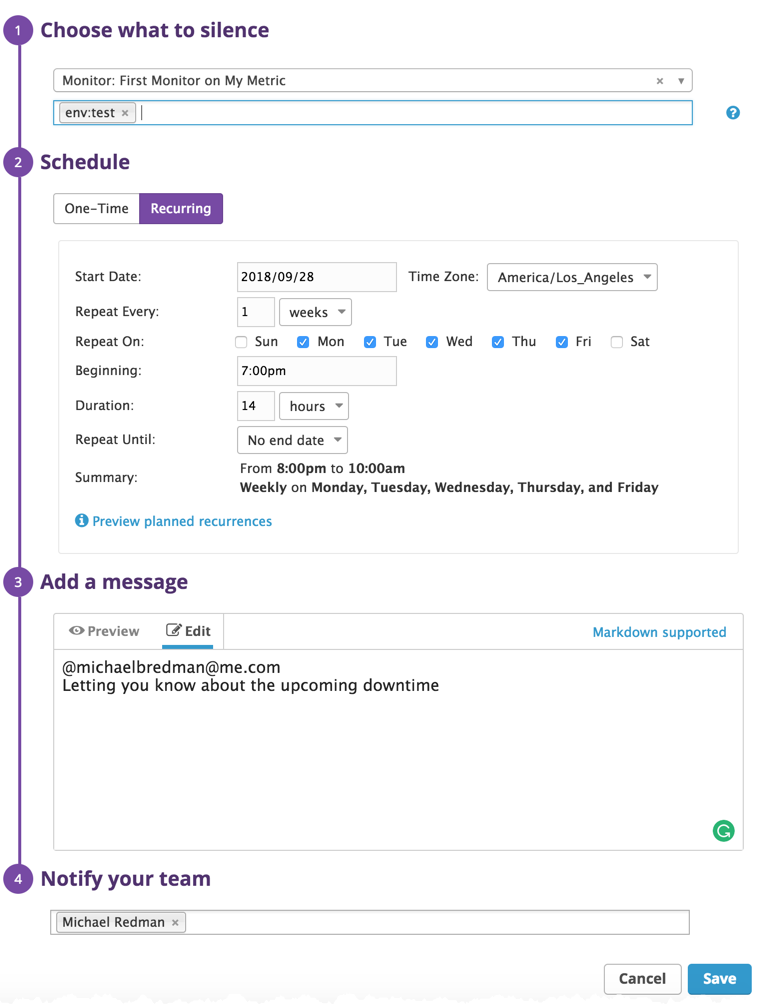 1 Choose what to silence
Monitor: First Monitor on My Metric × ▼
env:test ×
?
2 Schedule
One-Time Recurring
Start Date: 2018/09/28 Time Zone: America/Los_Angeles
Repeat Every: 1 weeks
Repeat On: Sun Mon Tue Wed Thu Fri Sat
Beginning: 7:00pm
Duration: 14 hours
Repeat Until: No end date
Summary: From 8:00pm to 10:00am
Weekly on Monday, Tuesday, Wednesday, Thursday, and Friday
Preview planned recurrences
3 Add a message
Preview Edit Markdown supported
@michaelbredman@me.com
Letting you know about the upcoming downtime
4 Notify your team
Michael Redman ×
Cancel Save